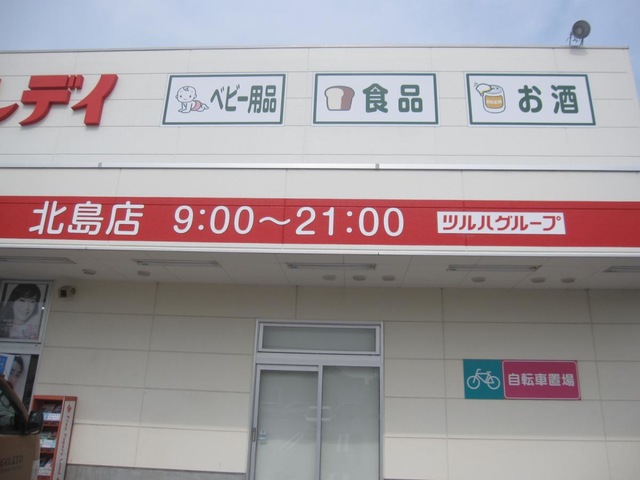 レディ
ベビー用品
食品
お酒
北島店 9:00～21:00 ツルハグループ
自転車置場